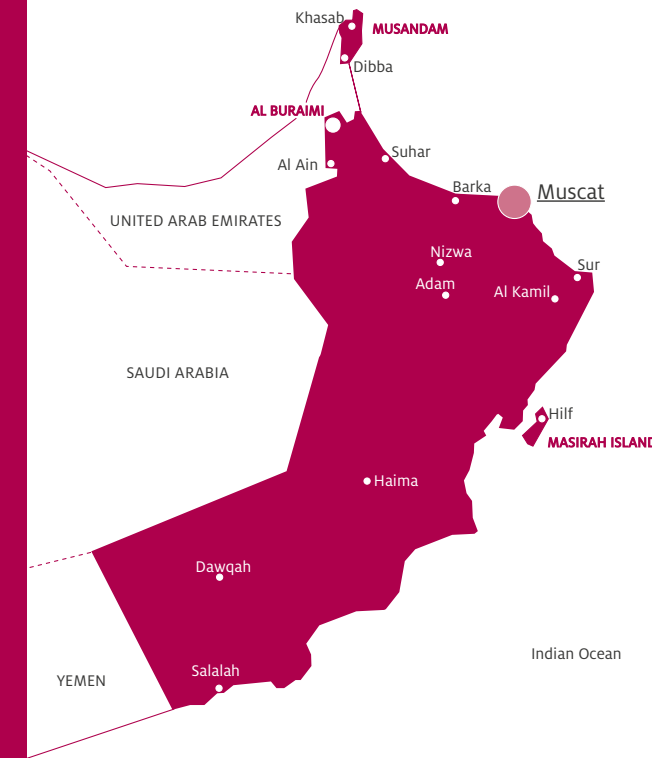 Khasab
MUSANDAM
Dibba
AL BURAIMI
Suhar
Al Ain
Barka
Muscat
UNITED ARAB EMIRATES
Nizwa
Sur
Adam
Al Kamil
SAUDI ARABIA
Hilf
MASIRAH ISLAND
Haima
Dawqah
Indian Ocean
Salalah
YEMEN